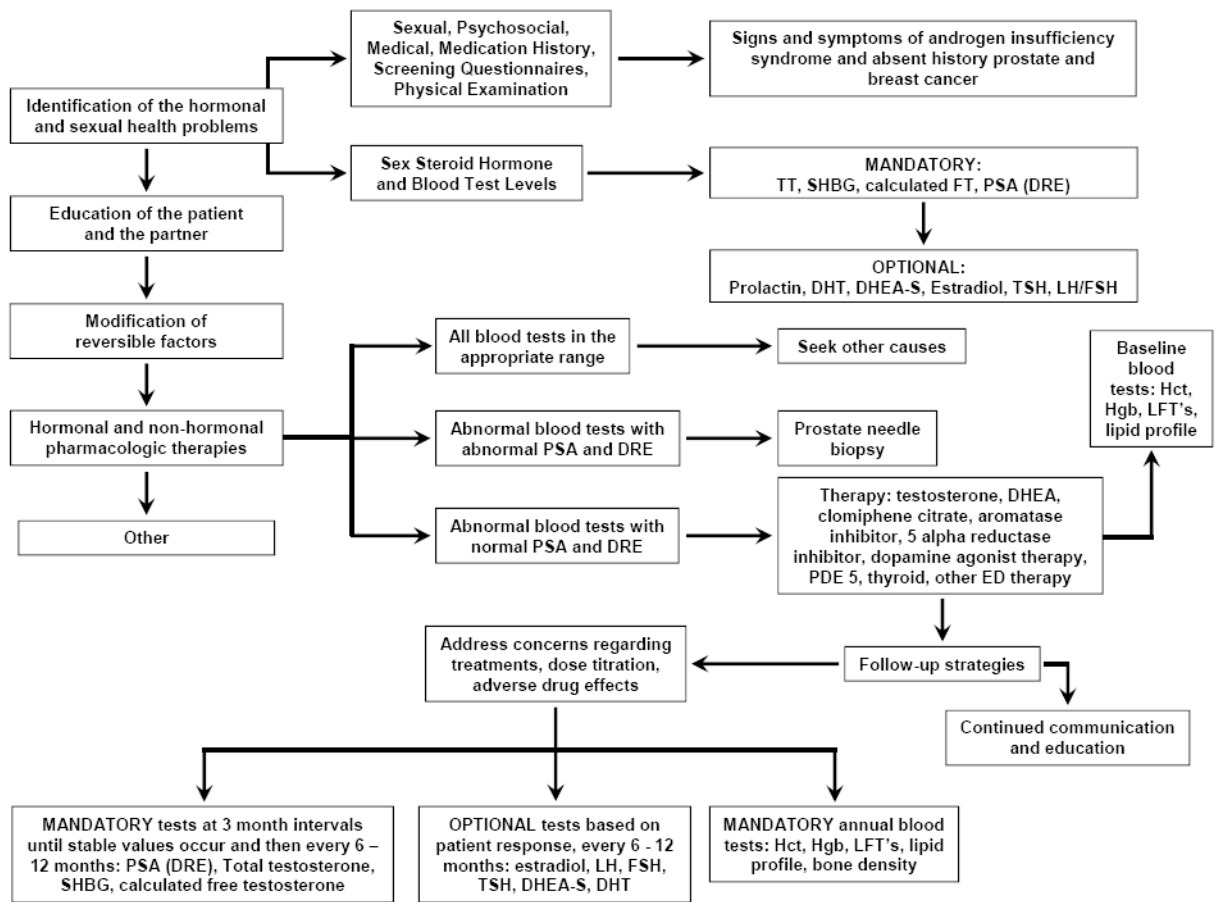 Sexual, Psychosocial,
Medical, Medication History,
Screening Questionnaires,
Physical Examination
Signs and symptoms of androgen insufficiency
syndrome and absent history prostate and
breast cancer
Identification of the hormonal
and sexual health problems
Sex Steroid Hormone
and Blood Test Levels
MANDATORY:
TT, SHBG, calculated FT, PSA (DRE)
Education of the patient
and the partner
OPTIONAL:
Prolactin, DHT, DHEA-S, Estradiol, TSH, LH/FSH
Modification of
reversible factors
All blood tests in the
appropriate range
Seek other causes
Baseline
blood
tests: Hct,
Hgb, LFT's,
lipid profile
Hormonal and non-hormonal
pharmacologic therapies
Abnormal blood tests with
abnormal PSA and DRE
Prostate needle
biopsy
Other
Abnormal blood tests with
normal PSA and DRE
Therapy: testosterone, DHEA,
clomiphene citrate, aromatase
inhibitor, 5 alpha reductase
inhibitor, dopamine agonist therapy,
PDE 5, thyroid, other ED therapy
Address concerns regarding
treatments, dose titration,
adverse drug effects
Follow-up strategies
Continued communication
and education
MANDATORY tests at 3 month intervals
until stable values occur and then every 6 –
12 months: PSA (DRE), Total testosterone,
SHBG, calculated free testosterone
OPTIONAL tests based on
patient response, every 6 - 12
months: estradiol, LH, FSH,
TSH, DHEA-S, DHT
MANDATORY annual blood
tests: Hct, Hgb, LFT's, lipid
profile, bone density